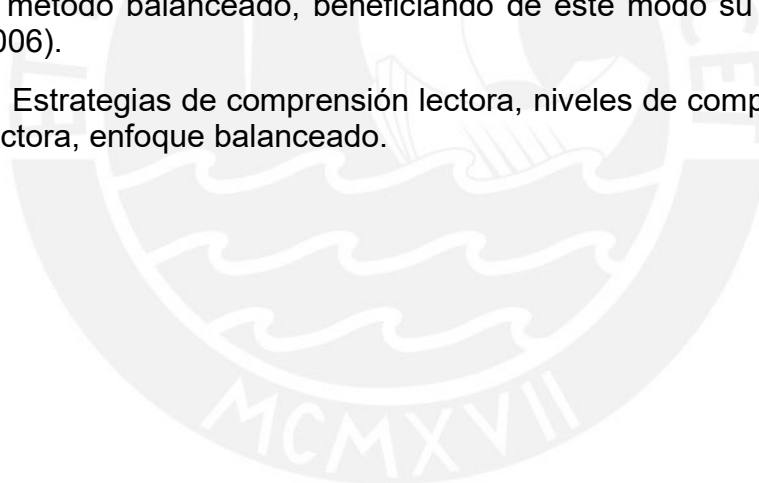 método balanceado, beneficiando de este modo su
006).
Estrategias de comprensión lectora, niveles de comp
ctora, enfoque balanceado.
MCMXVII